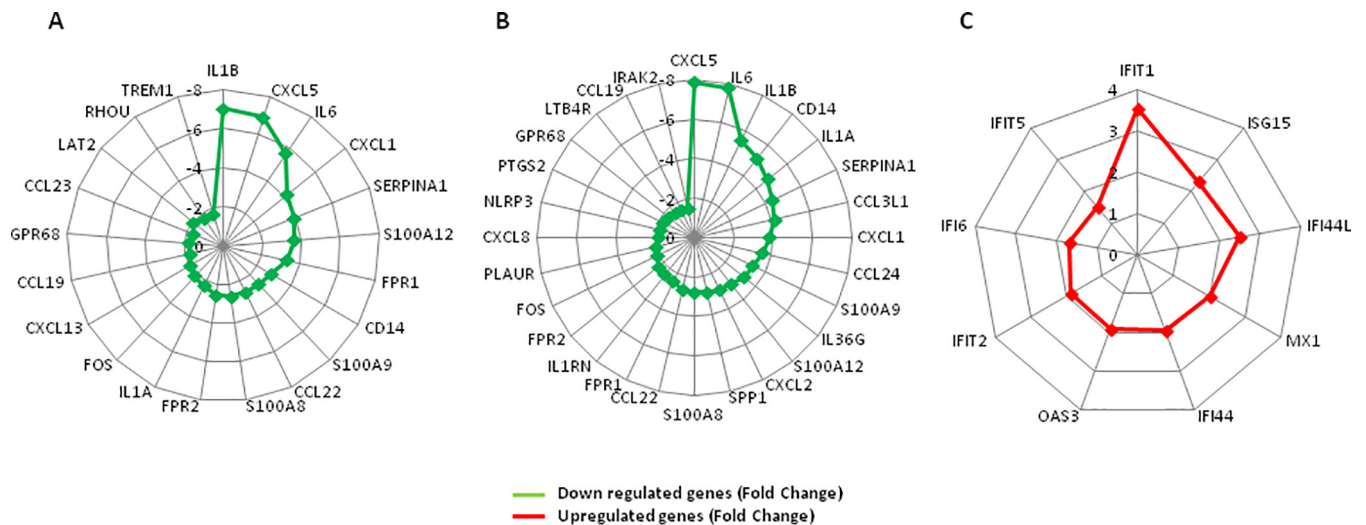 A
IL1B
CXCL5
IL6
CXCL1
SERPINA1
S100A12
FPR1
CD14
S100A9
CCL22
S100A8
FPR2
IL1A
FOS
CXCL13
CCL19
GPR68
CCL23
LAT2
RHOU
TREM1
-8
-6
-4
-2
0
B
CXCL5
IL6
IL1B
CD14
IL1A
SERPINA1
CCL3L1
CXCL1
CCL24
S100A9
IL36G
S100A12
CXCL2
SPP1
S100A8
CCL22
FPR1
IL1RN
FPR2
FOS
PLAUR
CXCL8
NLRP3
PTGS2
GPR68
LTB4R
CCL19
IRAK2
-8
-6
-4
-2
0
C
IFIT1
ISG15
IFI44L
MX1
IFI44
OAS3
IFIT2
IFI6
IFIT5
4
3
2
1
0
Down regulated genes (Fold Change)
Upregulated genes (Fold Change)